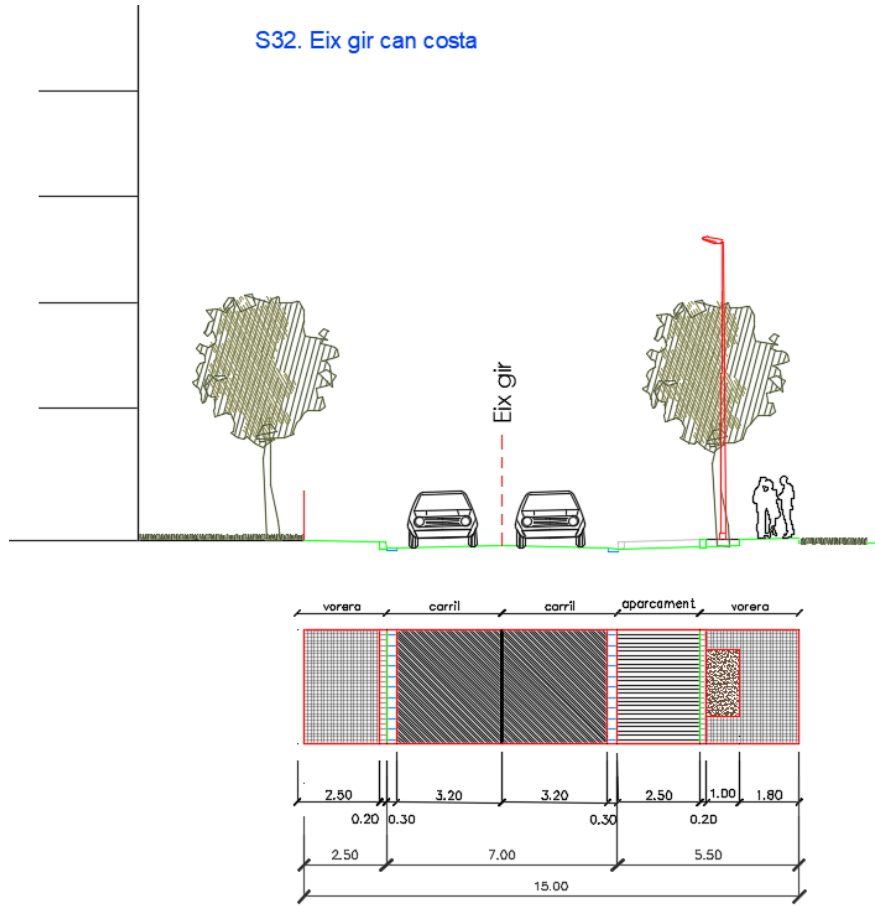 S32. Eix gir can costa
Eix gir
vorera carril carril aparcament vorera
2.50 3.20 3.20 2.50 1.00 1.80
0.20 0.30 0.30 0.20
2.50 7.00 5.50
15.00